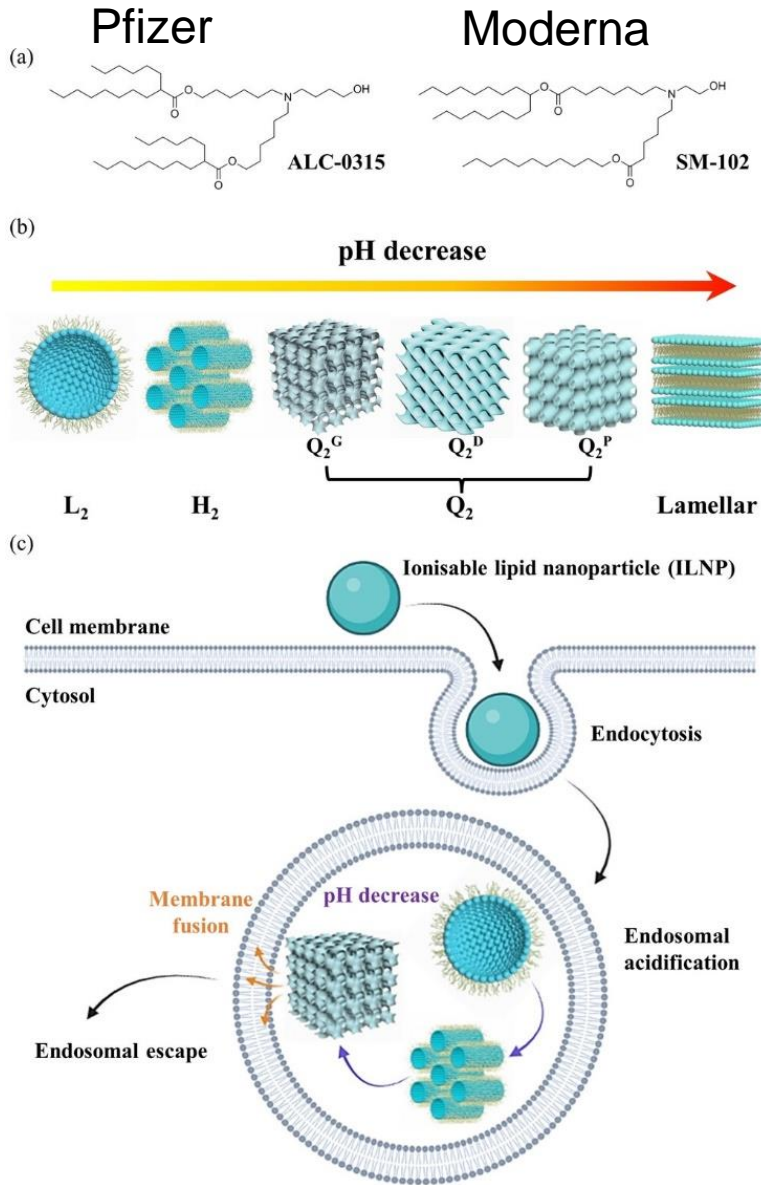 Pfizer Moderna
(a)
OH OH
O N O N
O O
O O
O O
ALC-0315 SM-102
(b)
pH decrease
Q₂ᴳ Q₂ᴰ Q₂ᴾ
L₂ H₂ Q₂ Lamellar
(c)
Ionisable lipid nanoparticle (ILNP)
Cell membrane
Cytosol
Endocytosis
Membrane
fusion
pH decrease
Endosomal
acidification
Endosomal escape